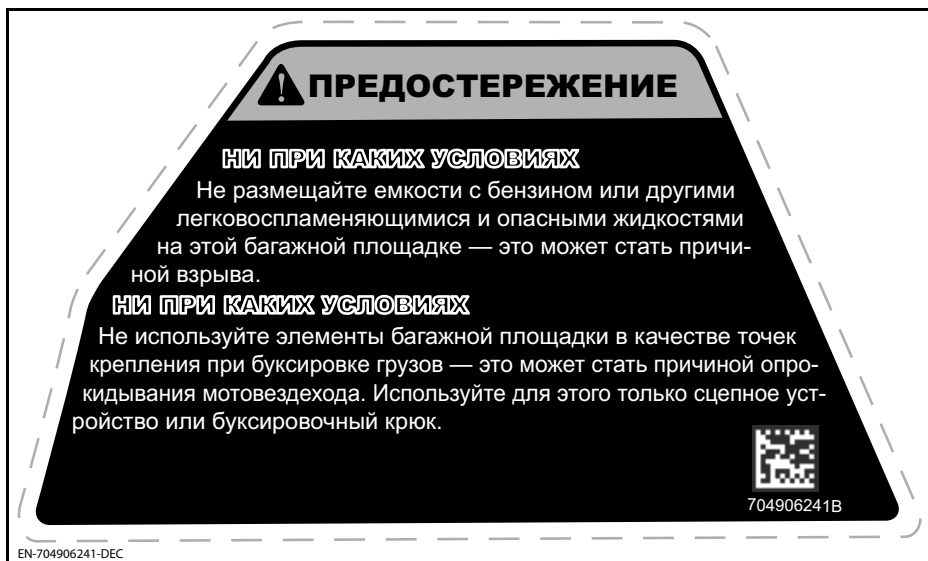 ПРЕДОСТЕРЕЖЕНИЕ
НИ ПРИ КАКИХ УСЛОВИЯХ
Не размещайте емкости с бензином или другими
легковоспламеняющимися и опасными жидкостями
на этой багажной площадке — это может стать причи-
ной взрыва.
НИ ПРИ КАКИХ УСЛОВИЯХ
Не используйте элементы багажной площадки в качестве точек
крепления при буксировке грузов — это может стать причиной опро-
кидывания мотовездехода. Используйте для этого только сцепное уст-
ройство или буксировочный крюк.
704906241B
EN-704906241-DEC